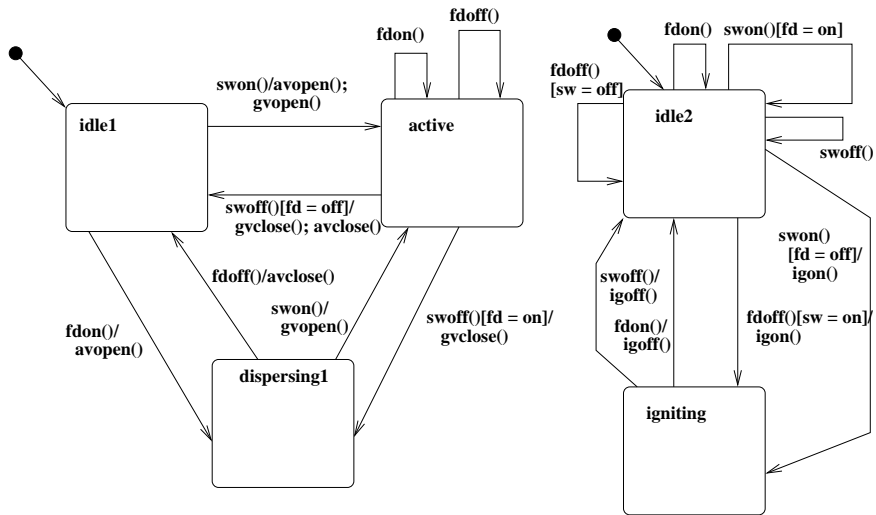 fdon()
fdoff()
swon()/avopen();
gvopen()
idle1
active
swoff()[fd = off]/
gvclose(); avclose()
fdoff()/avclose()
swon()/
gvopen()
fdon()/
avopen()
swoff()[fd = on]/
gvclose()
dispersing1
fdon()
swon()[fd = on]
fdoff()
[sw = off]
idle2
swoff()
swon()
[fd = off]/
igon()
swoff()/
igoff()
fdon()/
igoff()
fdoff()[sw = on]/
igon()
igniting